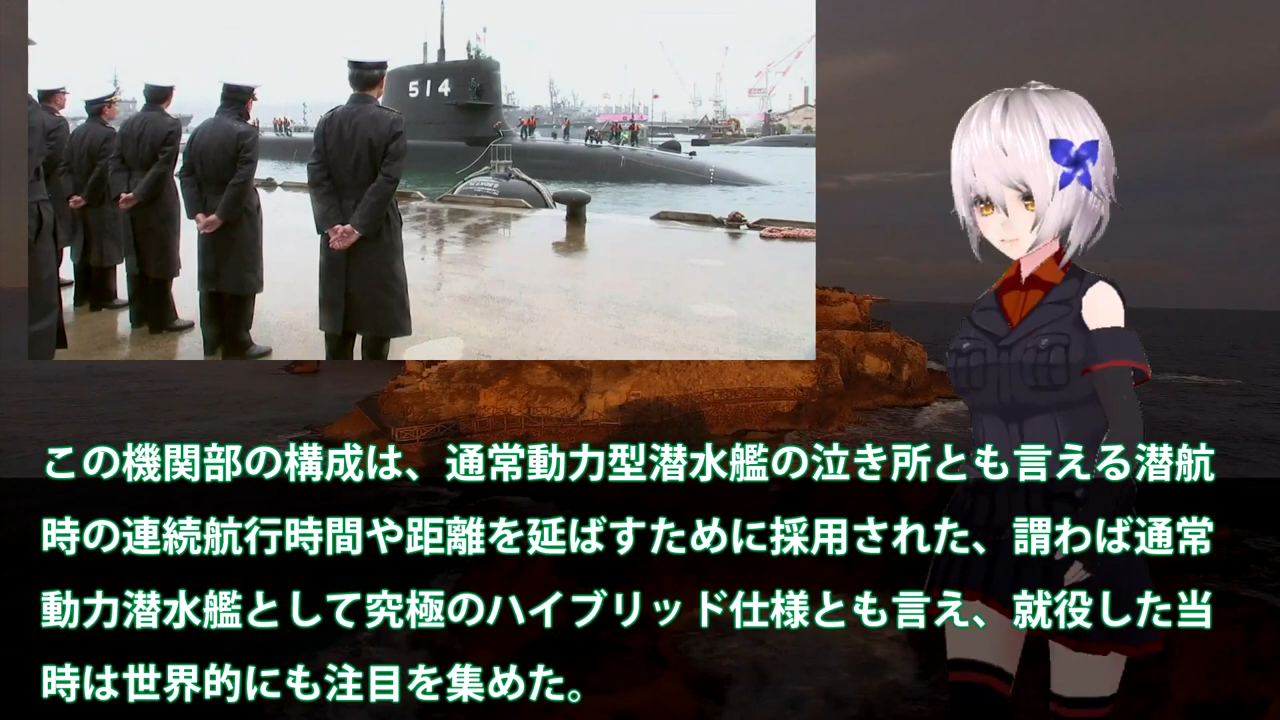 514
この機関部の構成は、通常動力型潜水艦の泣き所とも言える潜航
時の連続航行時間や距離を延ばすために採用された、謂わば通常
動力潜水艦として究極のハイブリッド仕様とも言え、就役した当
時は世界的にも注目を集めた。